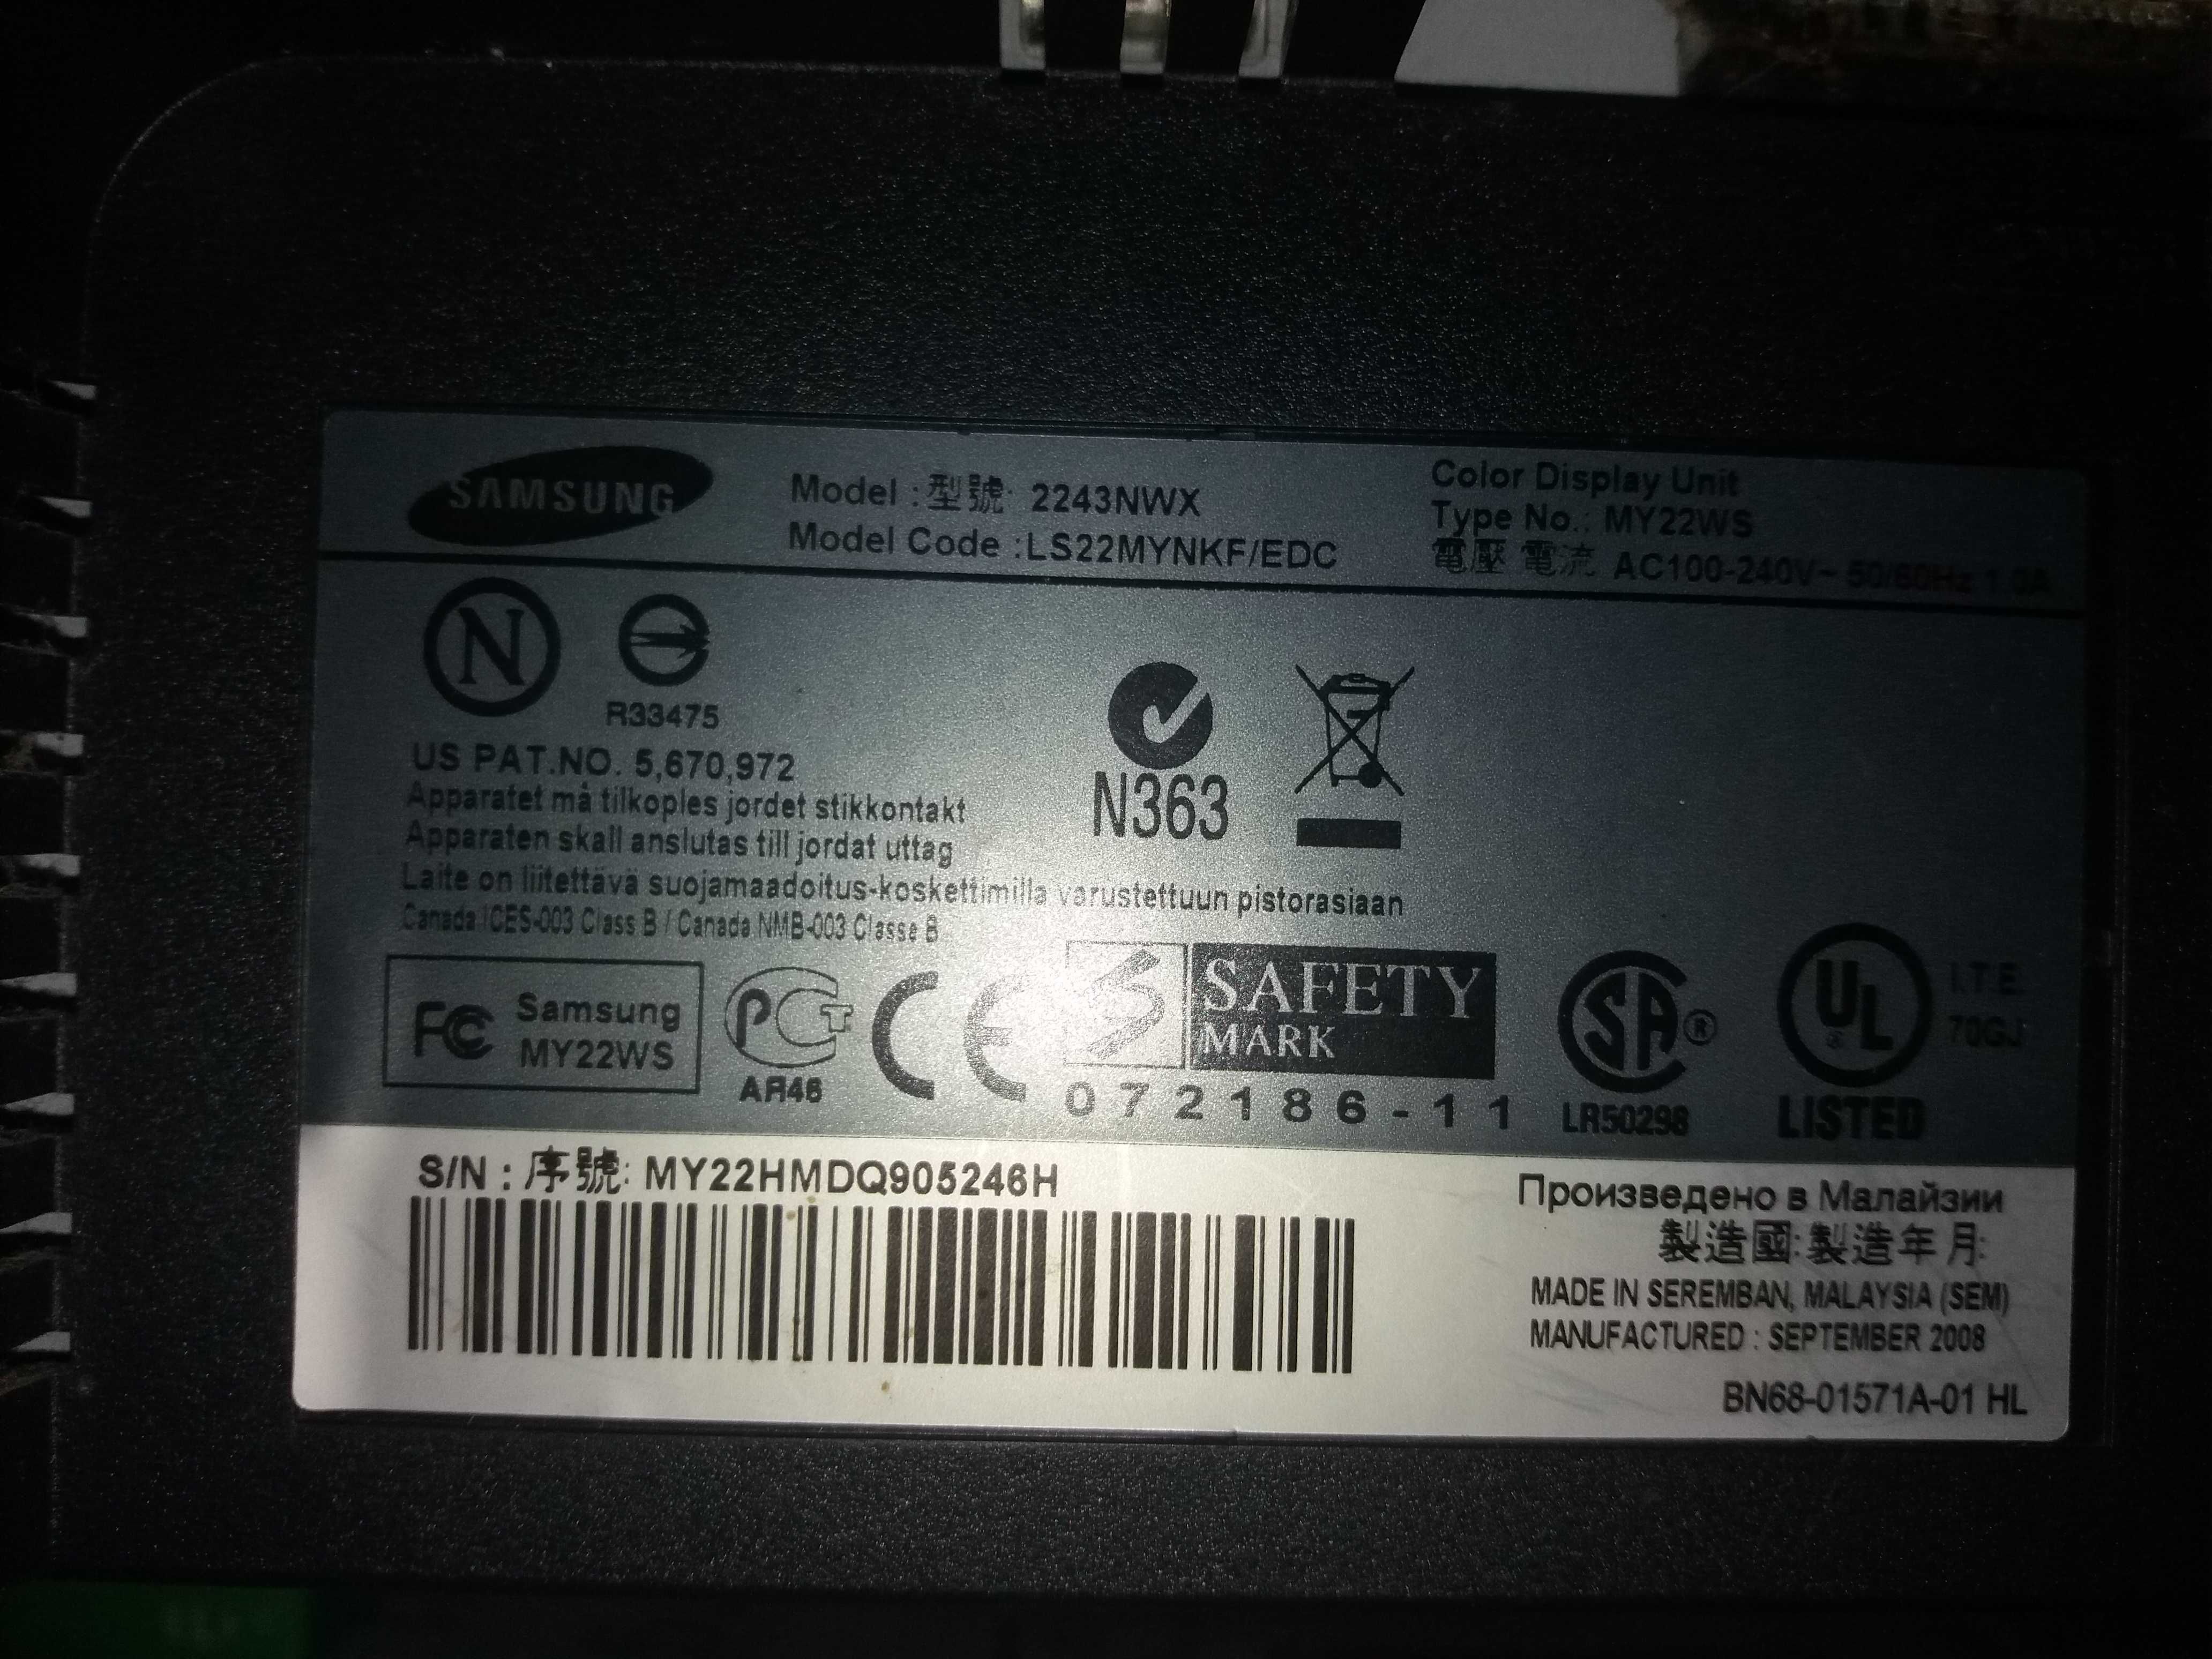 SAMSUNG
Model : 型號: 2243NWX
Model Code :LS22MYNKF/EDC
Color Display Unit
Type No.: MY22WS
電壓 電流 AC100-240V~ 50/60Hz 1.0A
N
R33475
US PAT.NO. 5,670,972
Apparatet må tilkoples jordet stikkontakt
Apparaten skall anslutas till jordat uttag
Laite on liitettävä suojamaadoitus-koskettimilla varustettuun pistorasiaan
Canada ICES-003 Class B / Canada NMB-003 Classe B
N363
FC Samsung
MY22WS
PCT
AR46
CE
S SAFETY
MARK
072186-11
SA®
LR50298
UL®
LISTED
I.T.E.
70GJ
S/N : 序號: MY22HMDQ905246H
Произведено в Малайзии
製造國: 製造年月:
MADE IN SEREMBAN, MALAYSIA (SEM)
MANUFACTURED : SEPTEMBER 2008
BN68-01571A-01 HL